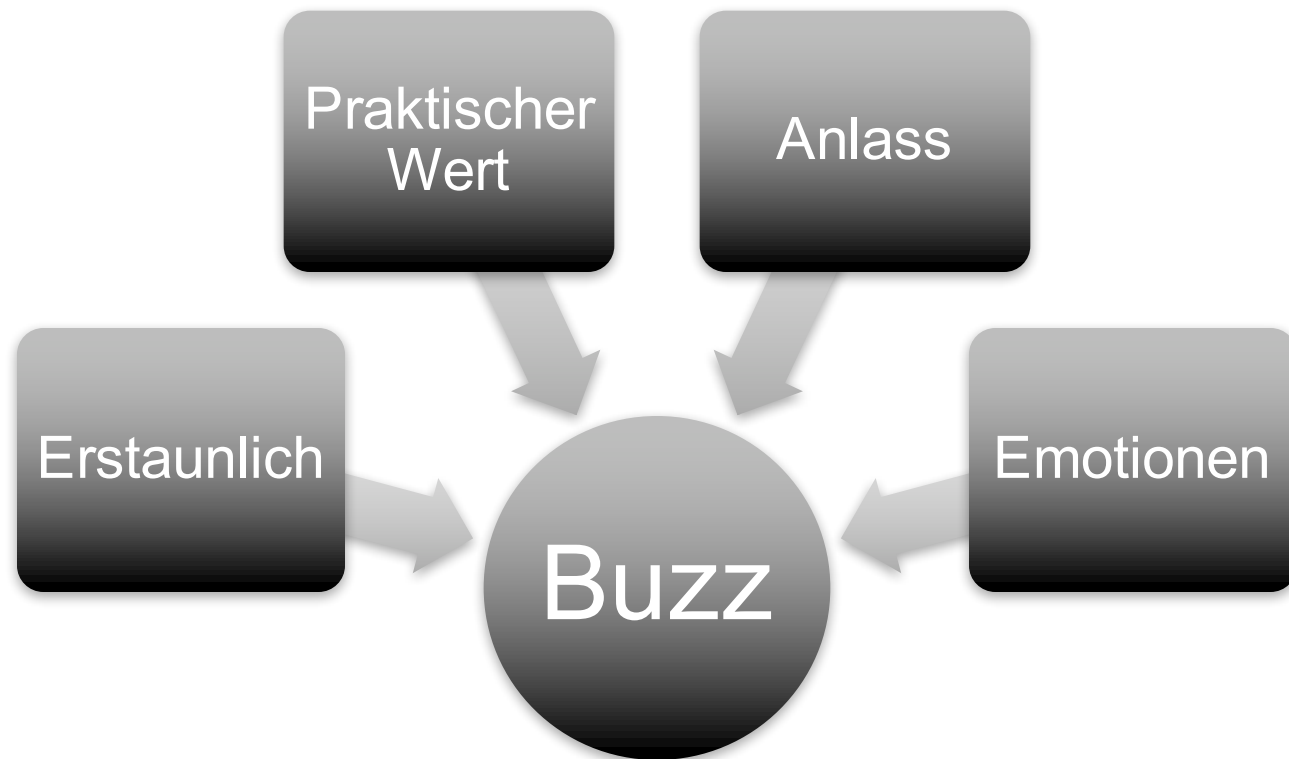 Praktischer
Wert
Anlass
Erstaunlich
Emotionen
Buzz